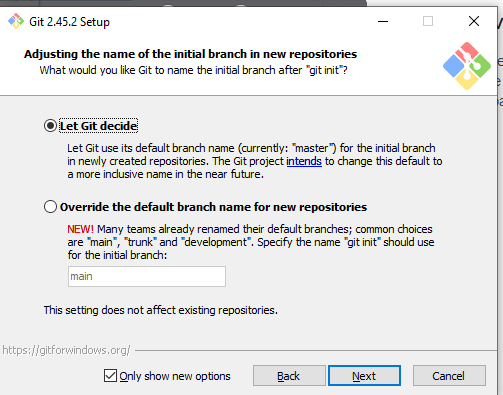 Git 2.45.2 Setup
Adjusting the name of the initial branch in new repositories
What would you like Git to name the initial branch after "git init"?
Let Git decide
Let Git use its default branch name (currently: "master") for the initial branch
in newly created repositories. The Git project intends to change this default to
a more inclusive name in the near future.
Override the default branch name for new repositories
NEW! Many teams already renamed their default branches; common choices
are "main", "trunk" and "development". Specify the name "git init" should use
for the initial branch:
main
This setting does not affect existing repositories.
https://gitforwindows.org/
Only show new options
Back
Next
Cancel